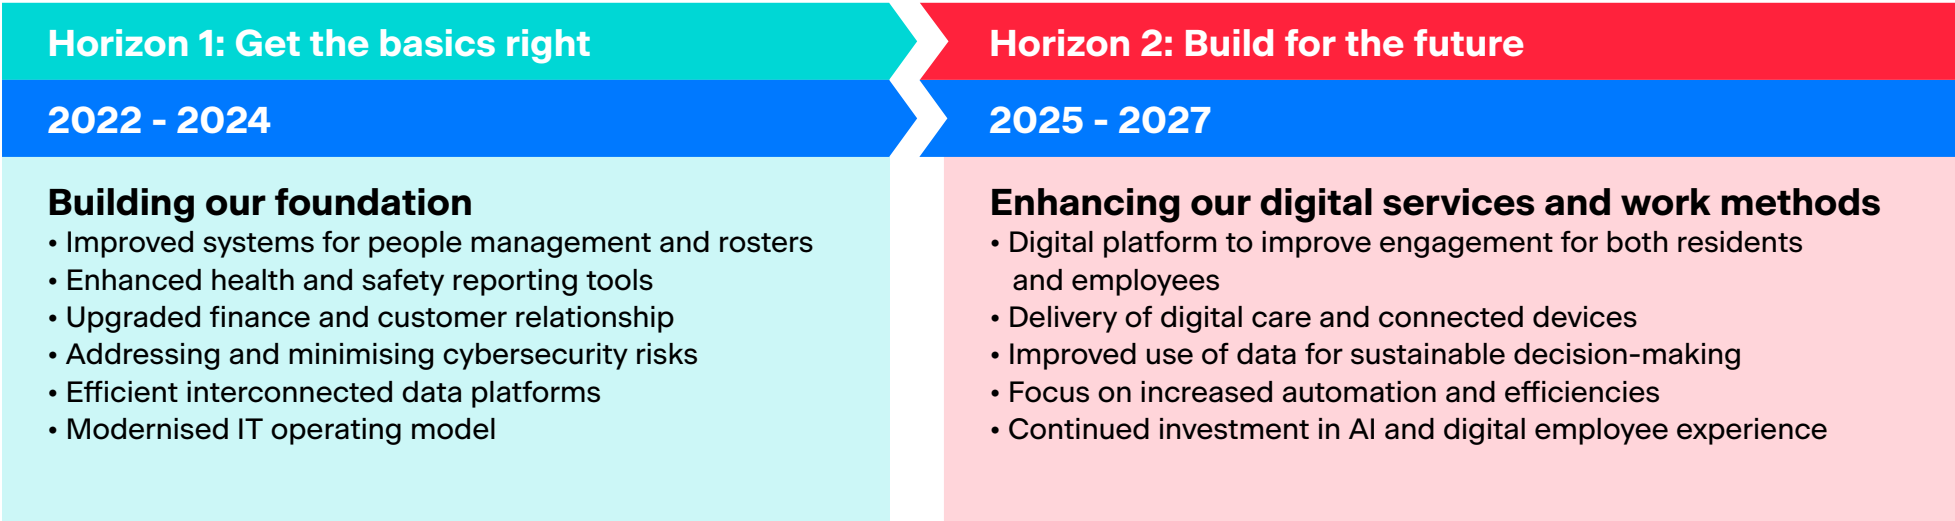 Horizon 1: Get the basics right
2022 - 2024
Building our foundation
• Improved systems for people management and rosters
• Enhanced health and safety reporting tools
• Upgraded finance and customer relationship
• Addressing and minimising cybersecurity risks
• Efficient interconnected data platforms
• Modernised IT operating model
Horizon 2: Build for the future
2025 - 2027
Enhancing our digital services and work methods
• Digital platform to improve engagement for both residents
and employees
• Delivery of digital care and connected devices
• Improved use of data for sustainable decision-making
• Focus on increased automation and efficiencies
• Continued investment in AI and digital employee experience